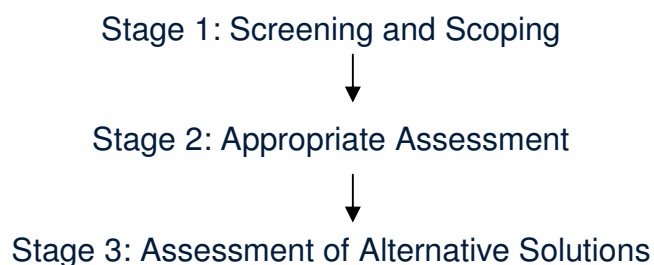 Stage 1: Screening and Scoping
Stage 2: Appropriate Assessment
Stage 3: Assessment of Alternative Solutions